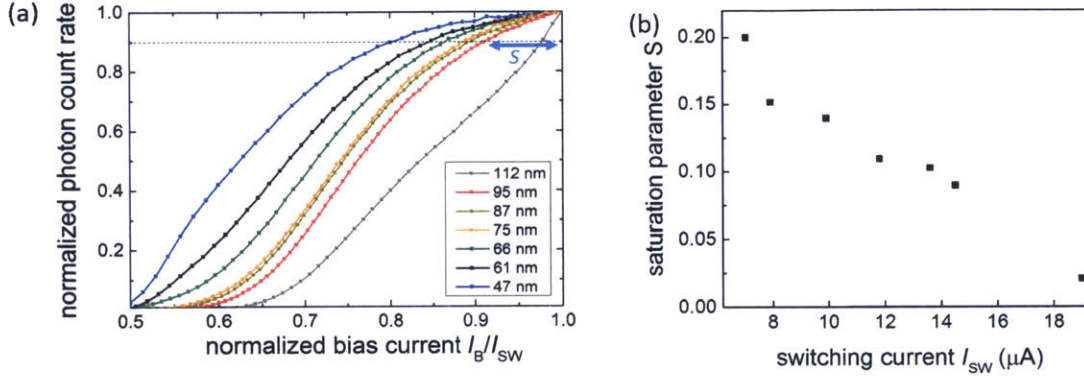 (a)
normalized photon count rate
1.0
0.8
0.6
0.4
0.2
S
112 nm
95 nm
87 nm
75 nm
66 nm
61 nm
47 nm
0.5 0.6 0.7 0.8 0.9 1.0
normalized bias current I_B/I_SW
(b)
saturation parameter S
0.20
0.15
0.10
0.05
0.00
8 10 12 14 16 18
switching current I_SW (μA)